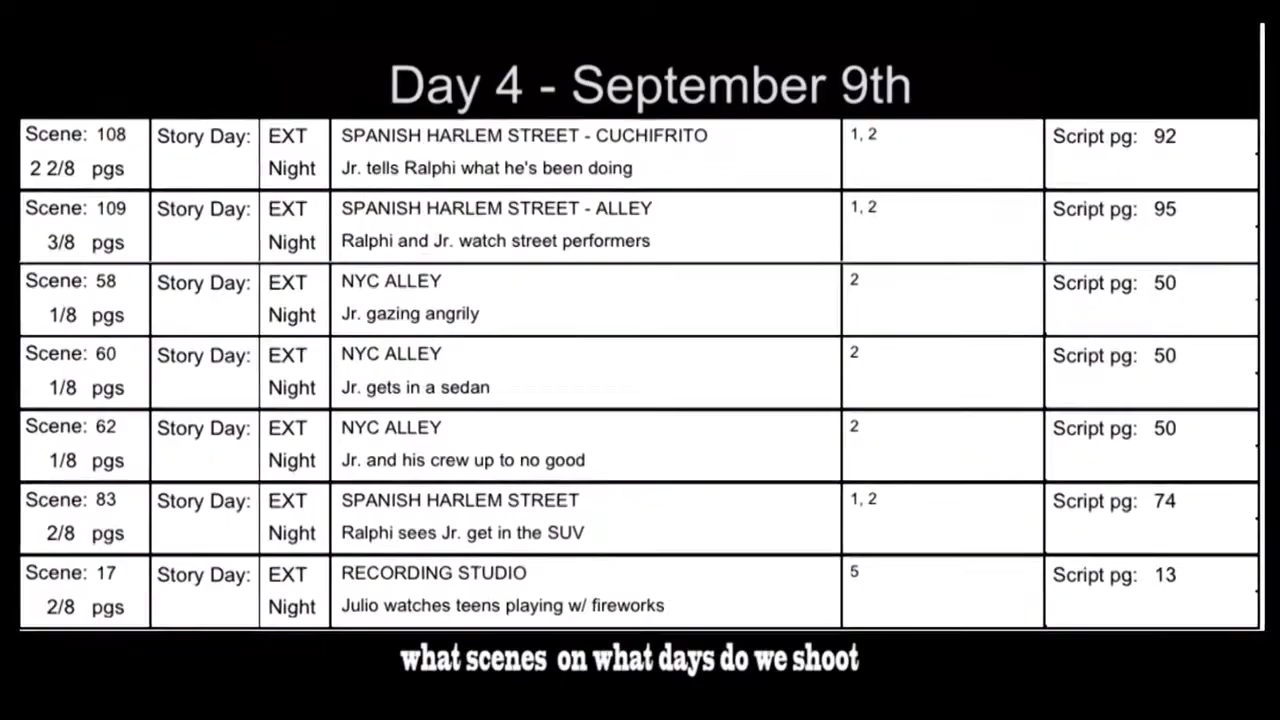 Day 4 - September 9th
Scene: 108 Story Day: EXT SPANISH HARLEM STREET - CUCHIFRITO 1, 2 Script pg: 92
2 2/8 pgs Night Jr. tells Ralphi what he's been doing
Scene: 109 Story Day: EXT SPANISH HARLEM STREET - ALLEY 1, 2 Script pg: 95
3/8 pgs Night Ralphi and Jr. watch street performers
Scene: 58 Story Day: EXT NYC ALLEY 2 Script pg: 50
1/8 pgs Night Jr. gazing angrily
Scene: 60 Story Day: EXT NYC ALLEY 2 Script pg: 50
1/8 pgs Night Jr. gets in a sedan
Scene: 62 Story Day: EXT NYC ALLEY 2 Script pg: 50
1/8 pgs Night Jr. and his crew up to no good
Scene: 83 Story Day: EXT SPANISH HARLEM STREET 1, 2 Script pg: 74
2/8 pgs Night Ralphi sees Jr. get in the SUV
Scene: 17 Story Day: EXT RECORDING STUDIO 5 Script pg: 13
2/8 pgs Night Julio watches teens playing w/ fireworks
what scenes on what days do we shoot